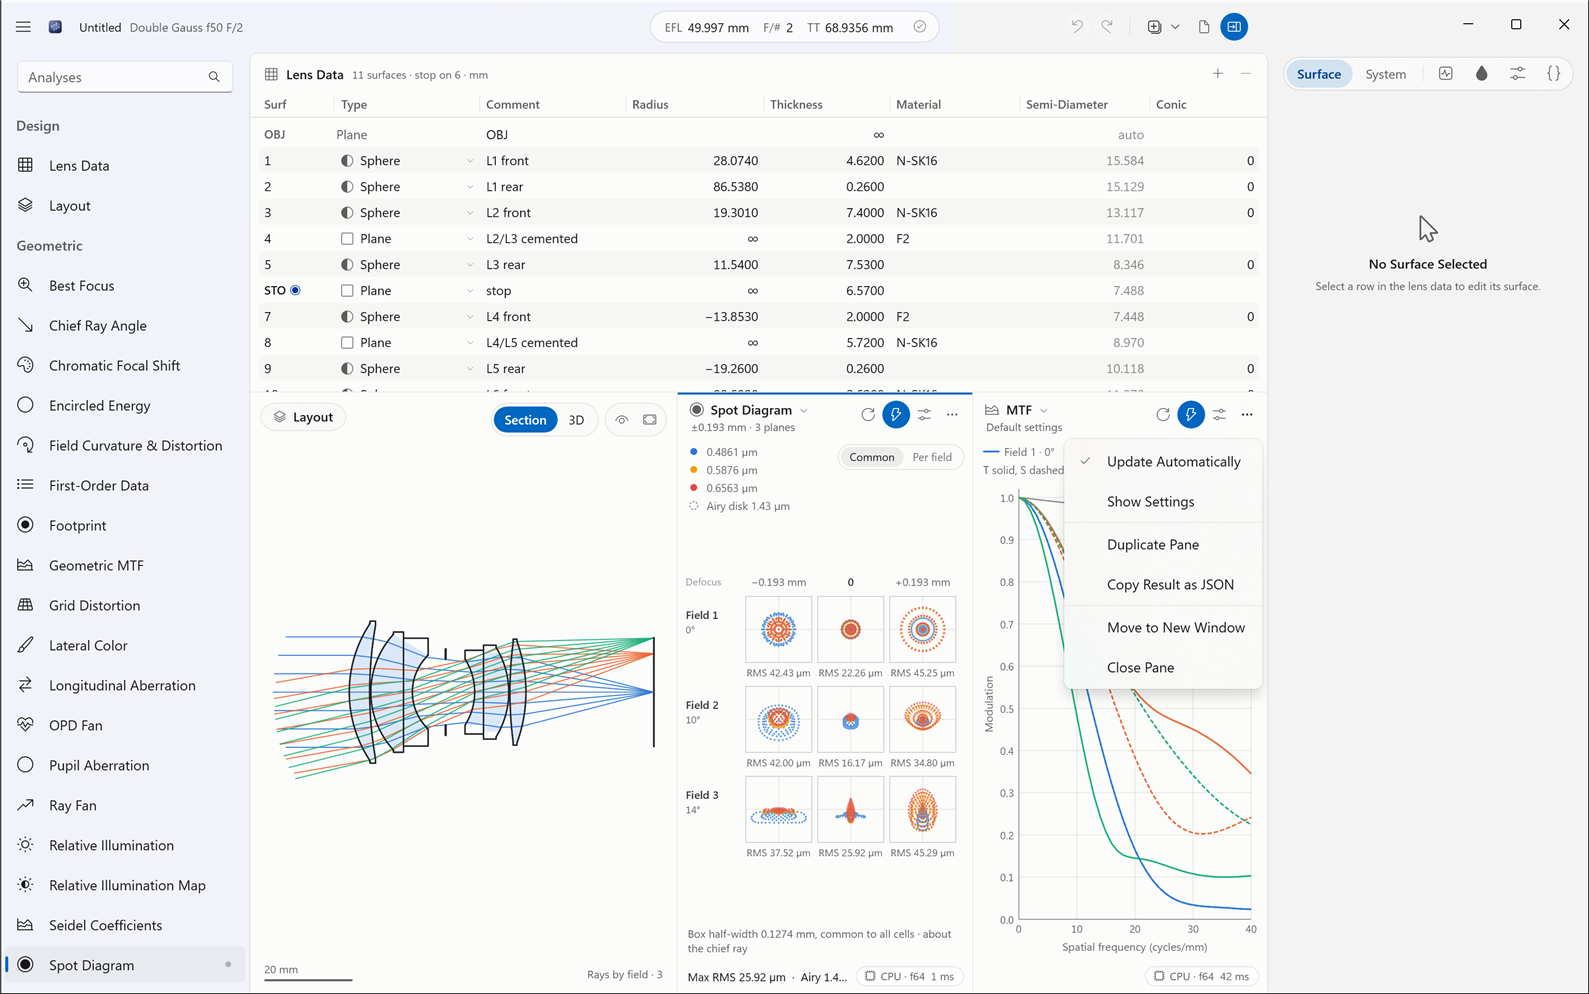 Untitled Double Gauss f50 F/2
EFL 49.997 mm F/# 2 TT 68.9356 mm
Analyses
Design
Lens Data
Layout
Geometric
Best Focus
Chief Ray Angle
Chromatic Focal Shift
Encircled Energy
Field Curvature & Distortion
First-Order Data
Footprint
Geometric MTF
Grid Distortion
Lateral Color
Longitudinal Aberration
OPD Fan
Pupil Aberration
Ray Fan
Relative Illumination
Relative Illumination Map
Seidel Coefficients
Spot Diagram
Lens Data 11 surfaces · stop on 6 · mm
Surf Type Comment Radius Thickness Material Semi-Diameter Conic
OBJ Plane OBJ ∞ auto
1 Sphere L1 front 28.0740 4.6200 N-SK16 15.584 0
2 Sphere L1 rear 86.5380 0.2600 15.129 0
3 Sphere L2 front 19.3010 7.4000 N-SK16 13.117 0
4 Plane L2/L3 cemented ∞ 2.0000 F2 11.701
5 Sphere L3 rear 11.5400 7.5300 8.346 0
STO Plane stop ∞ 6.5700 7.488
7 Sphere L4 front −13.8530 2.0000 F2 7.448 0
8 Plane L4/L5 cemented ∞ 5.7200 N-SK16 8.970
9 Sphere L5 rear −19.2600 0.2600 10.118 0
Layout
Section 3D
20 mm
Rays by field · 3
Spot Diagram
±0.193 mm · 3 planes
0.4861 µm
0.5876 µm
0.6563 µm
Airy disk 1.43 µm
Common Per field
Defocus −0.193 mm 0 +0.193 mm
Field 1
0°
RMS 42.43 µm RMS 22.26 µm RMS 45.25 µm
Field 2
10°
RMS 42.00 µm RMS 16.17 µm RMS 34.80 µm
Field 3
14°
RMS 37.52 µm RMS 25.92 µm RMS 45.29 µm
Box half-width 0.1274 mm, common to all cells · about
the chief ray
Max RMS 25.92 µm · Airy 1.4...
CPU · f64 1 ms
MTF
Default settings
Field 1 · 0°
T solid, S dashed
Update Automatically
Show Settings
Duplicate Pane
Copy Result as JSON
Move to New Window
Close Pane
Modulation
1.0
0.9
0.8
0.7
0.6
0.5
0.4
0.3
0.2
0.1
0.0
0 10 20 30 40
Spatial frequency (cycles/mm)
CPU · f64 42 ms
Surface System
No Surface Selected
Select a row in the lens data to edit its surface.